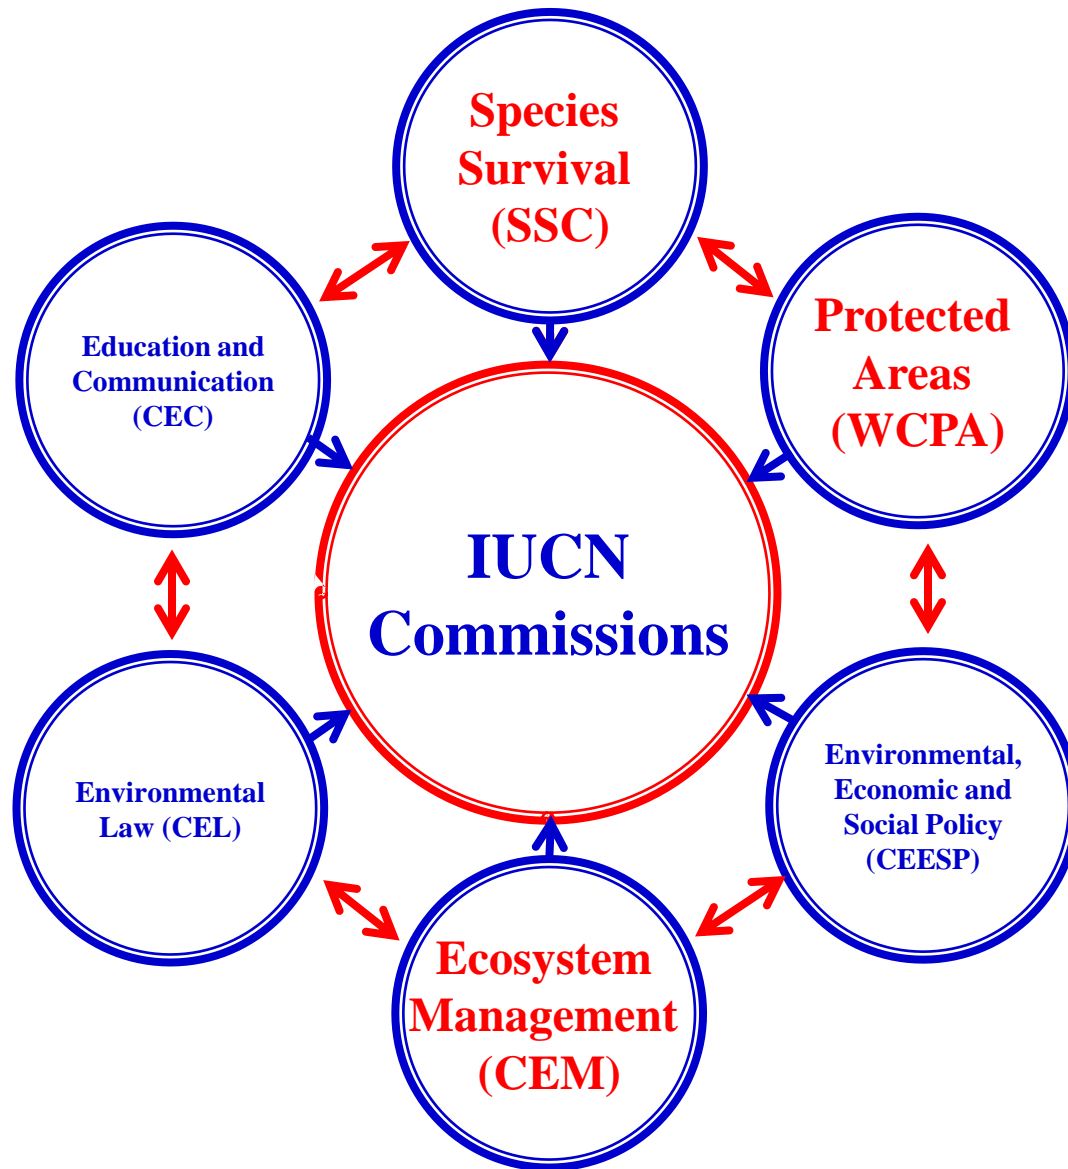 Species
Survival
(SSC)
Protected
Areas
(WCPA)
Education and
Communication
(CEC)
IUCN
Commissions
Environmental,
Economic and
Social Policy
(CEESP)
Environmental
Law (CEL)
Ecosystem
Management
(CEM)